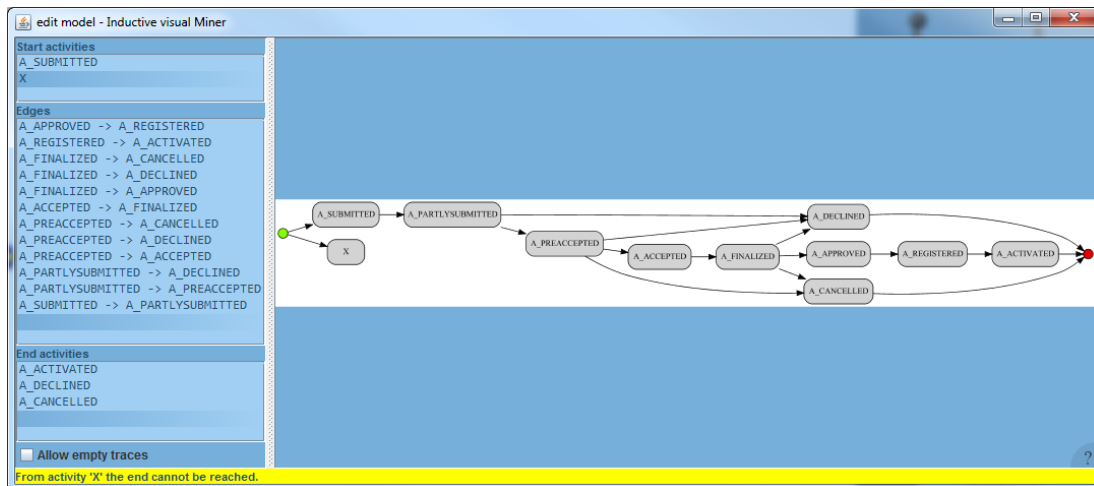 edit model - Inductive visual Miner
Start activities
A_SUBMITTED
X
Edges
A_APPROVED -> A_REGISTERED
A_REGISTERED -> A_ACTIVATED
A_FINALIZED -> A_CANCELLED
A_FINALIZED -> A_DECLINED
A_FINALIZED -> A_APPROVED
A_ACCEPTED -> A_FINALIZED
A_PREACCEPTED -> A_CANCELLED
A_PREACCEPTED -> A_DECLINED
A_PREACCEPTED -> A_ACCEPTED
A_PARTLYSUBMITTED -> A_DECLINED
A_PARTLYSUBMITTED -> A_PREACCEPTED
A_SUBMITTED -> A_PARTLYSUBMITTED
End activities
A_ACTIVATED
A_DECLINED
A_CANCELLED
Allow empty traces
A_SUBMITTED
A_PARTLYSUBMITTED
A_DECLINED
X
A_PREACCEPTED
A_ACCEPTED
A_FINALIZED
A_APPROVED
A_REGISTERED
A_ACTIVATED
A_CANCELLED
?
From activity 'X' the end cannot be reached.